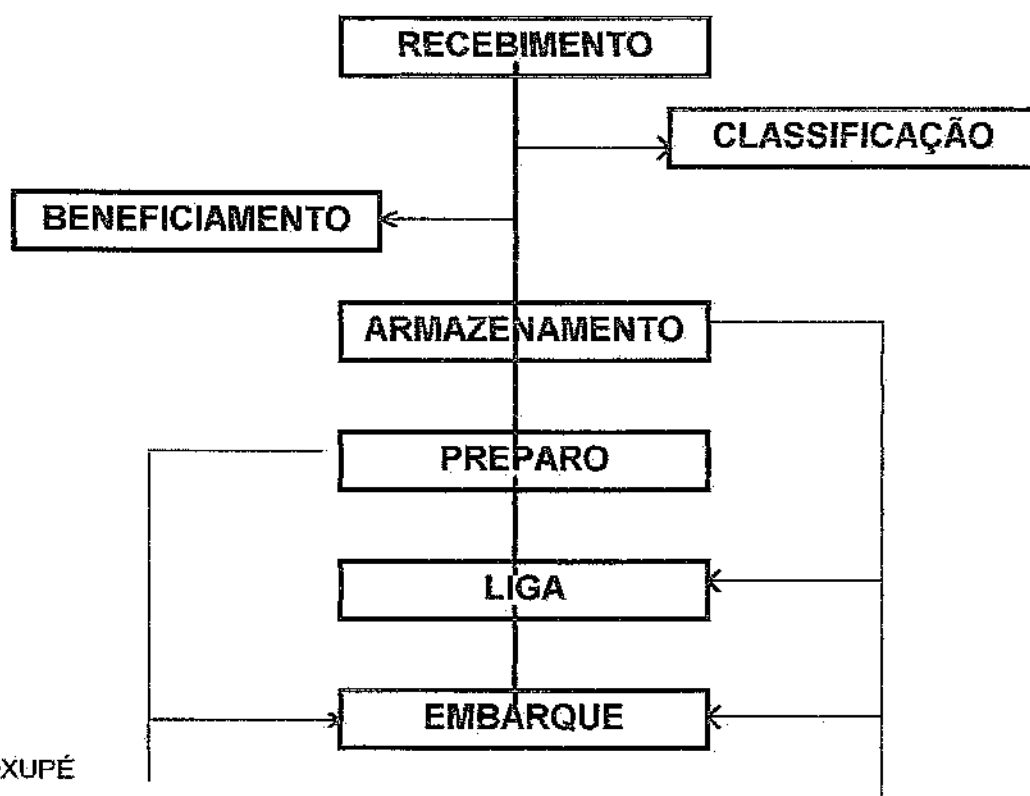 RECEBIMENTO
CLASSIFICAÇÃO
BENEFICIAMENTO
ARMAZENAMENTO
PREPARO
LIGA
EMBARQUE
XUPÉ